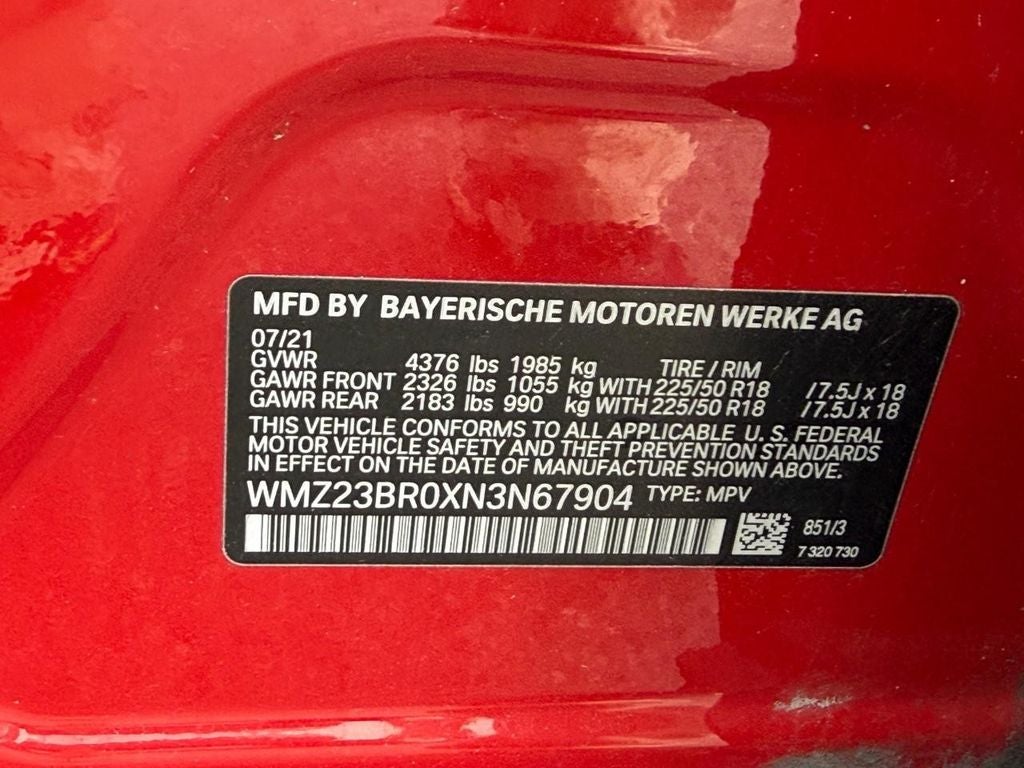 MFD BY BAYERISCHE MOTOREN WERKE AG
07/21
GVWR 4376 lbs 1985 kg TIRE / RIM
GAWR FRONT 2326 lbs 1055 kg WITH 225/50 R18 /7.5J x 18
GAWR REAR 2183 lbs 990 kg WITH 225/50 R18 /7.5J x 18
THIS VEHICLE CONFORMS TO ALL APPLICABLE U. S. FEDERAL
MOTOR VEHICLE SAFETY AND THEFT PREVENTION STANDARDS
IN EFFECT ON THE DATE OF MANUFACTURE SHOWN ABOVE.
WMZ23BR0XN3N67904 TYPE: MPV
851/3
7 320 730